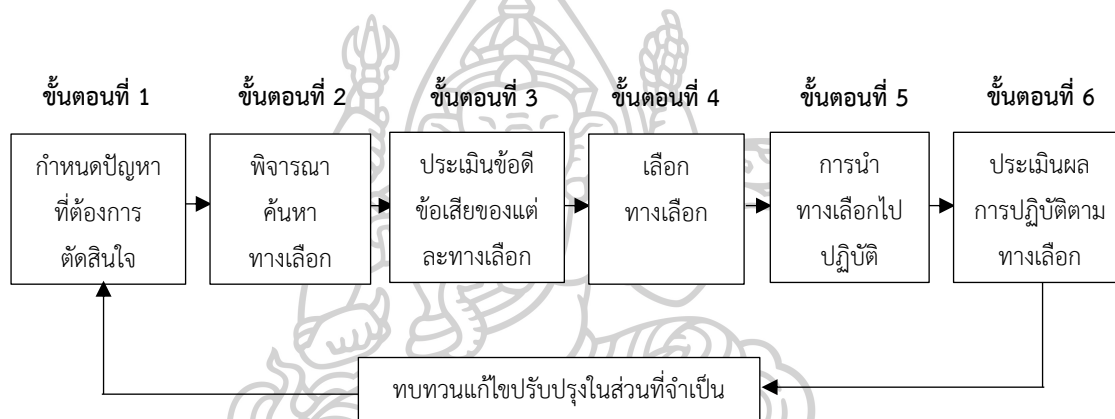 ขั้นตอนที่ 1
ขั้นตอนที่ 2
ขั้นตอนที่ 3
ขั้นตอนที่ 4
ขั้นตอนที่ 5
ขั้นตอนที่ 6
กำหนดปัญหา
ที่ต้องการ
ตัดสินใจ
พิจารณา
ค้นหา
ทางเลือก
ประเมินข้อดี
ข้อเสียของแต่
ละทางเลือก
เลือก
ทางเลือก
การนำ
ทางเลือกไป
ปฏิบัติ
ประเมินผล
การปฏิบัติตาม
ทางเลือก
ทบทวนแก้ไขปรับปรุงในส่วนที่จำเป็น